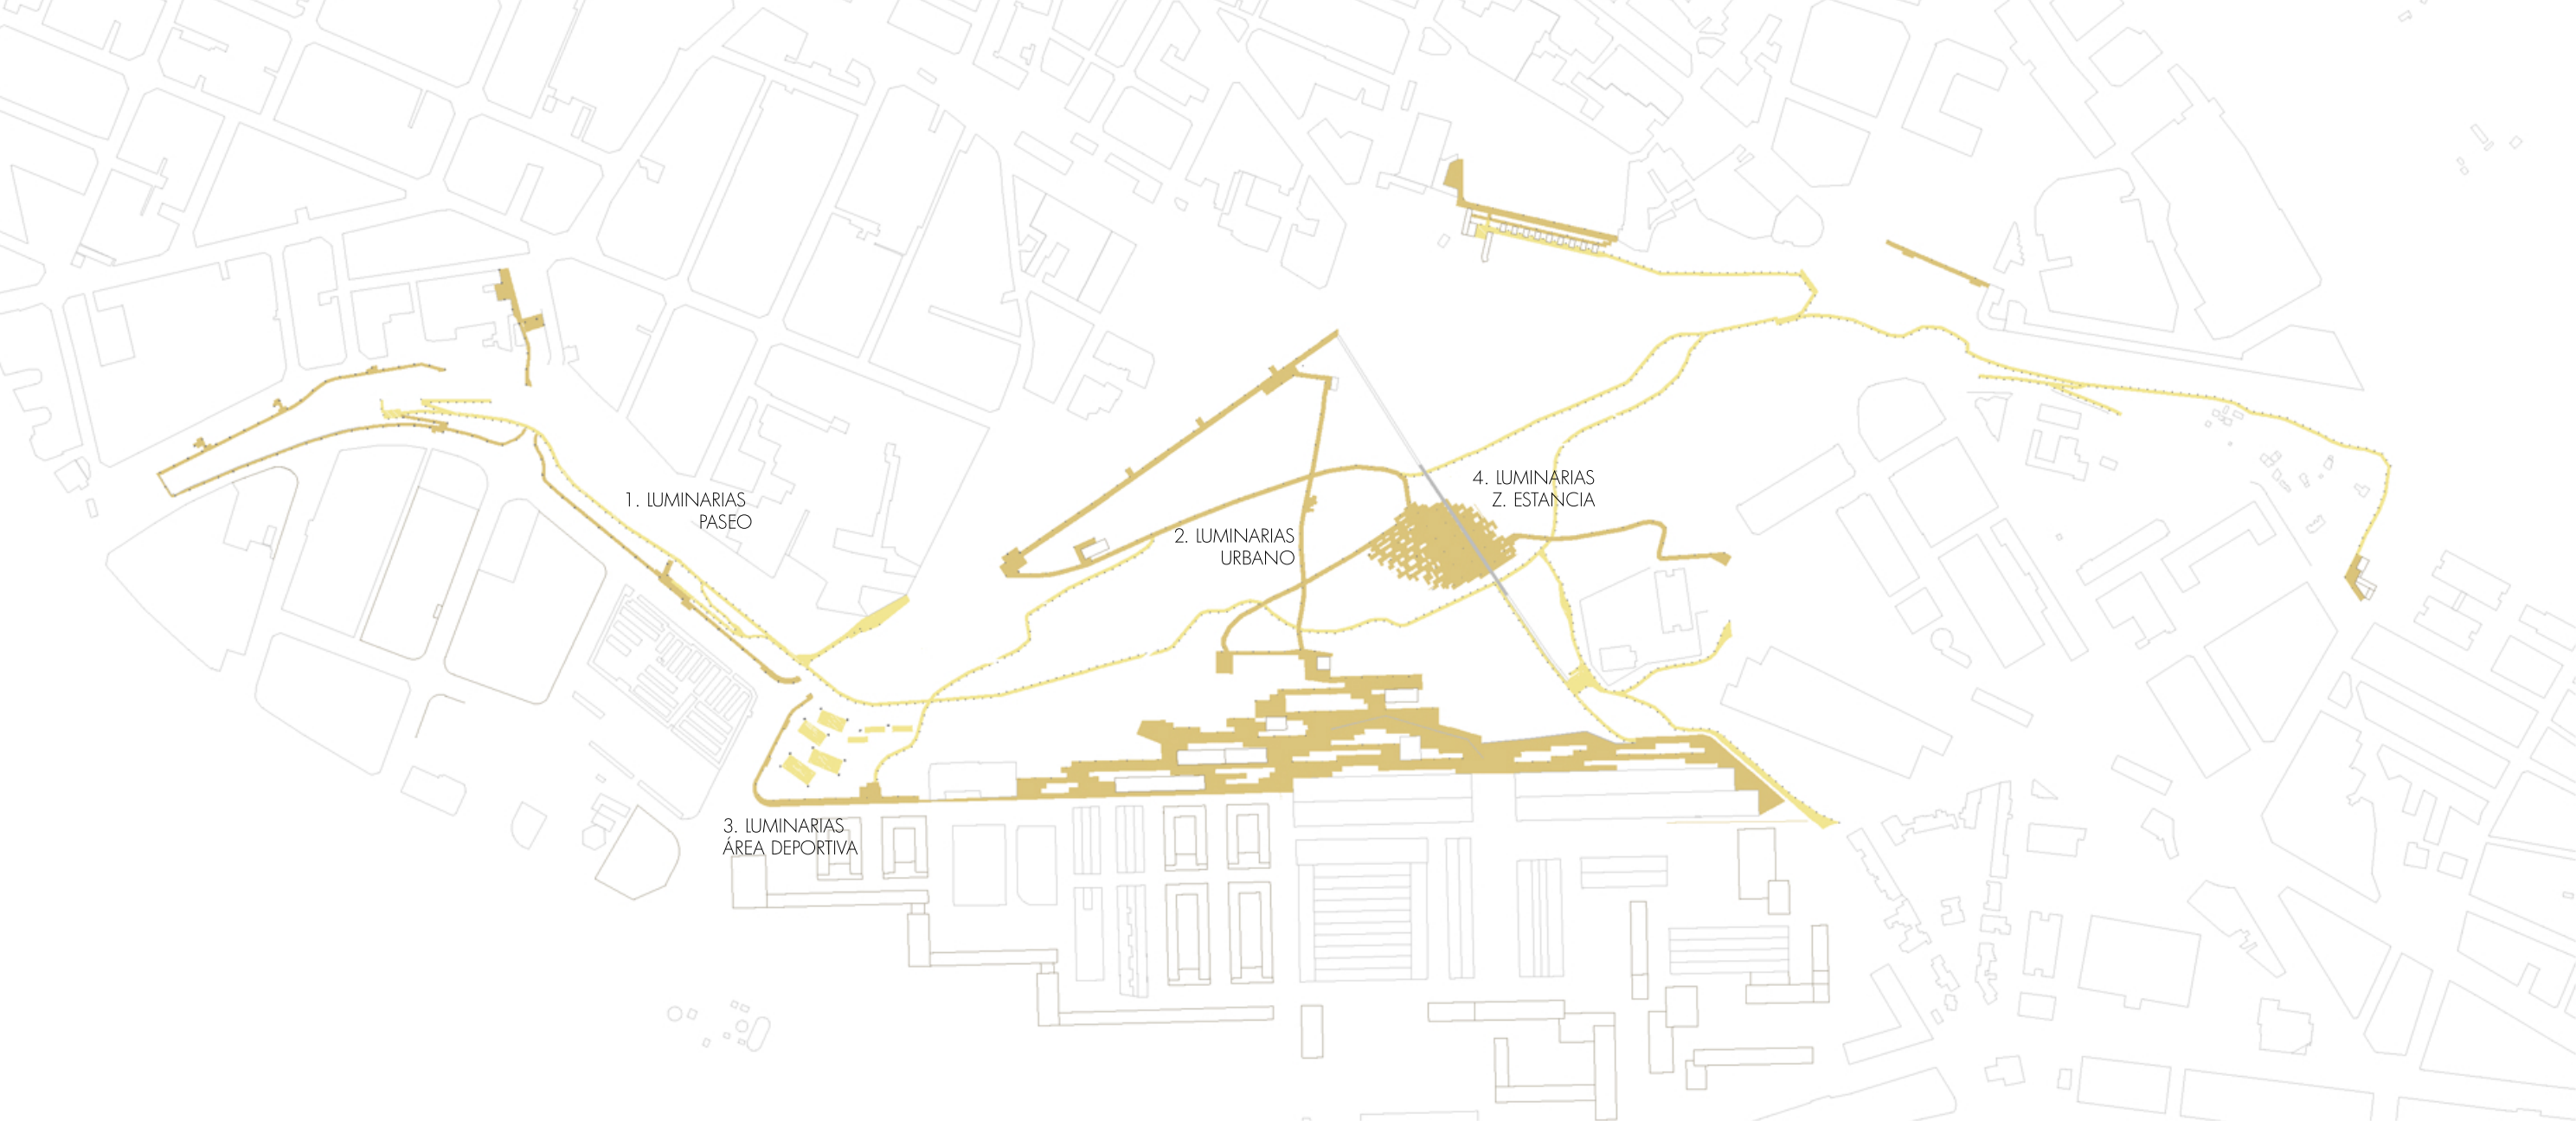 1. LUMINARIAS
PASEO
2. LUMINARIAS
URBANO
3. LUMINARIAS
ÁREA DEPORTIVA
4. LUMINARIAS
Z. ESTANCIA